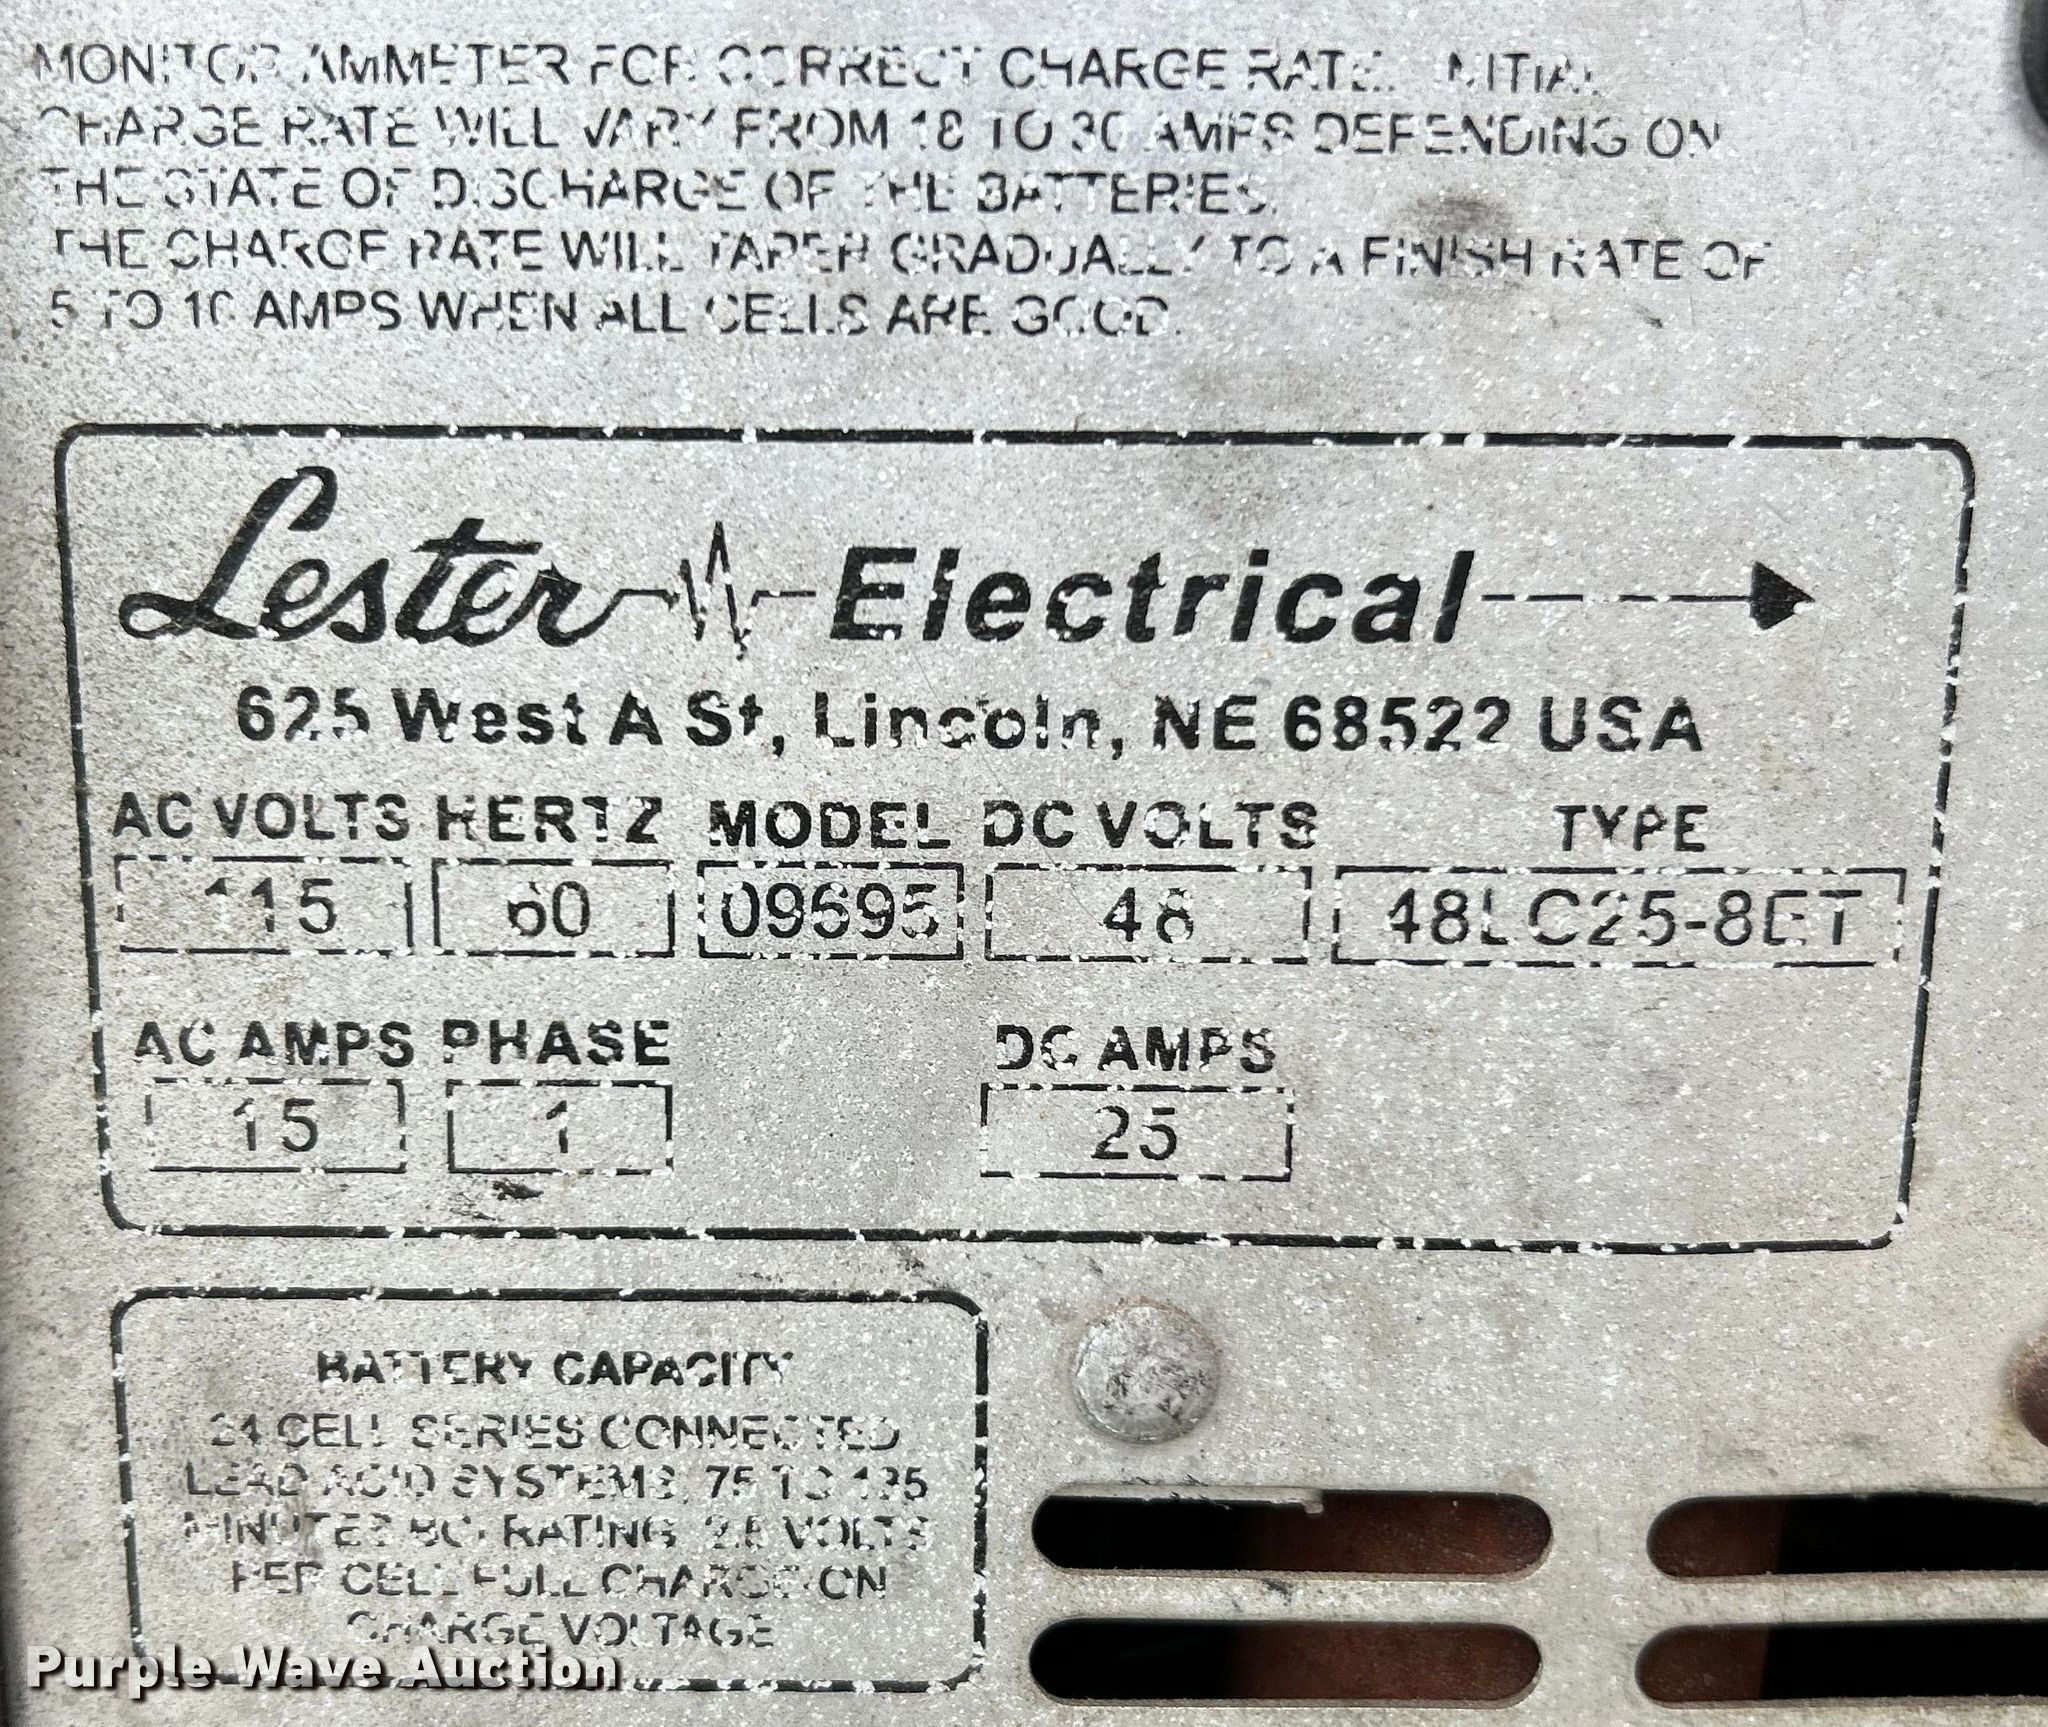 MONITOR AMMETER FOR CORRECT CHARGE RATE. INITIAL
CHARGE RATE WILL VARY FROM 18 TO 30 AMPS DEPENDING ON
THE STATE OF DISCHARGE OF THE BATTERIES.
THE CHARGE RATE WILL TAPER GRADUALLY TO A FINISH RATE OF
5 TO 10 AMPS WHEN ALL CELLS ARE GOOD.
Lester Electrical
625 West A St, Lincoln, NE 68522 USA
AC VOLTS HERTZ MODEL DC VOLTS TYPE
115 60 09695 48 48LC25-8ET
AC AMPS PHASE DC AMPS
15 1 25
BATTERY CAPACITY
24 CELL SERIES CONNECTED
LEAD ACID SYSTEMS, 75 TO 135
MINUTES BCI RATING, 2.5 VOLTS
PER CELL FULL CHARGE ON
CHARGE VOLTAGE
Purple Wave Auction